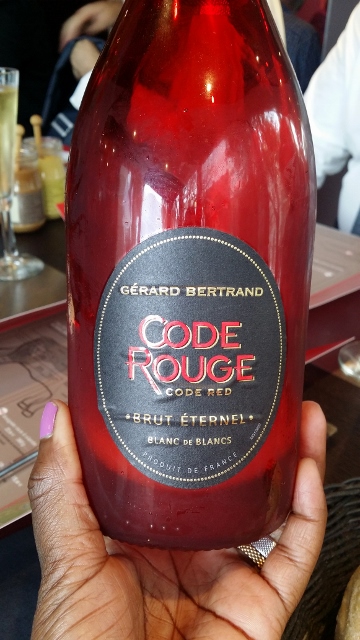 GÉRARD BERTRAND
CODE
ROUGE
CODE RED
•BRUT ÉTERNEL•
BLANC DE BLANCS
PRODUIT DE FRANCE